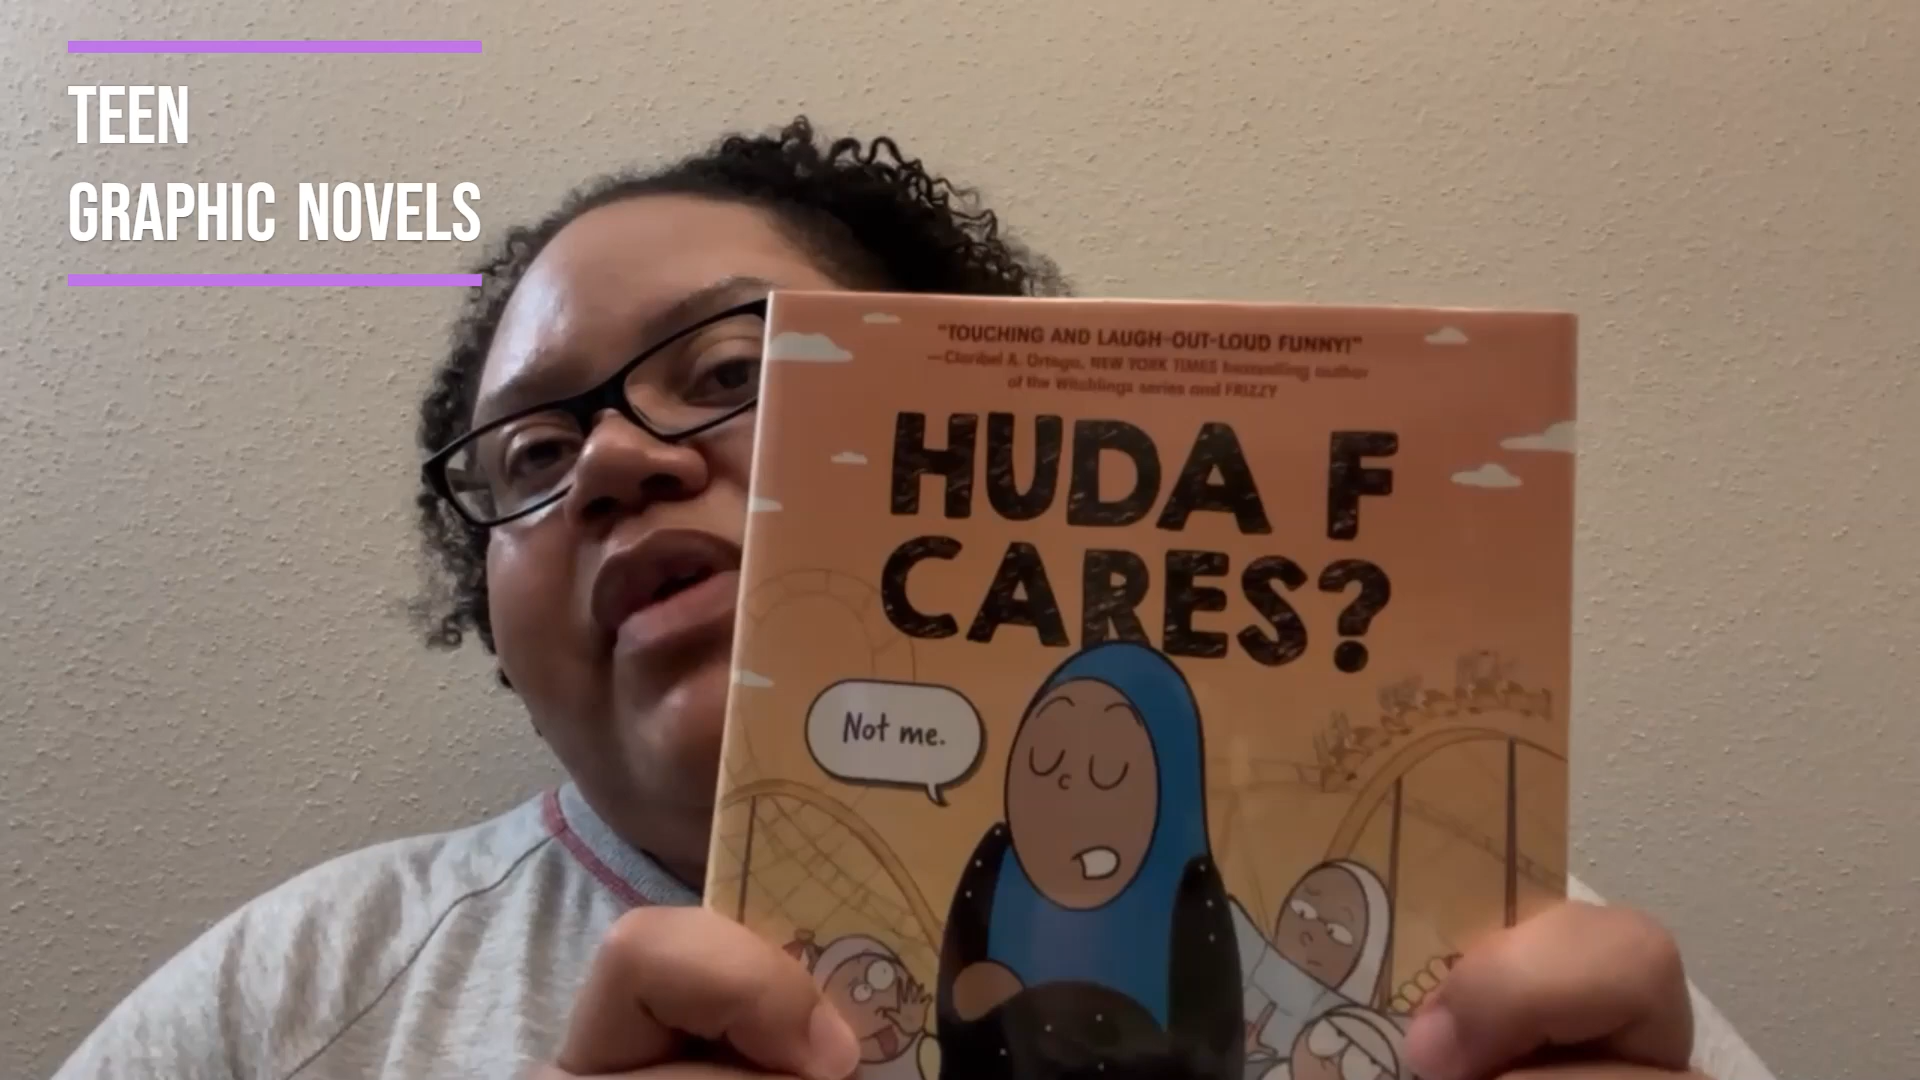 TEEN
GRAPHIC NOVELS
"TOUCHING AND LAUGH-OUT-LOUD FUNNY!"
—Claribel A. Ortega, NEW YORK TIMES bestselling author
of the Witchlings series and FRIZZY
HUDA F
CARES?
Not me.